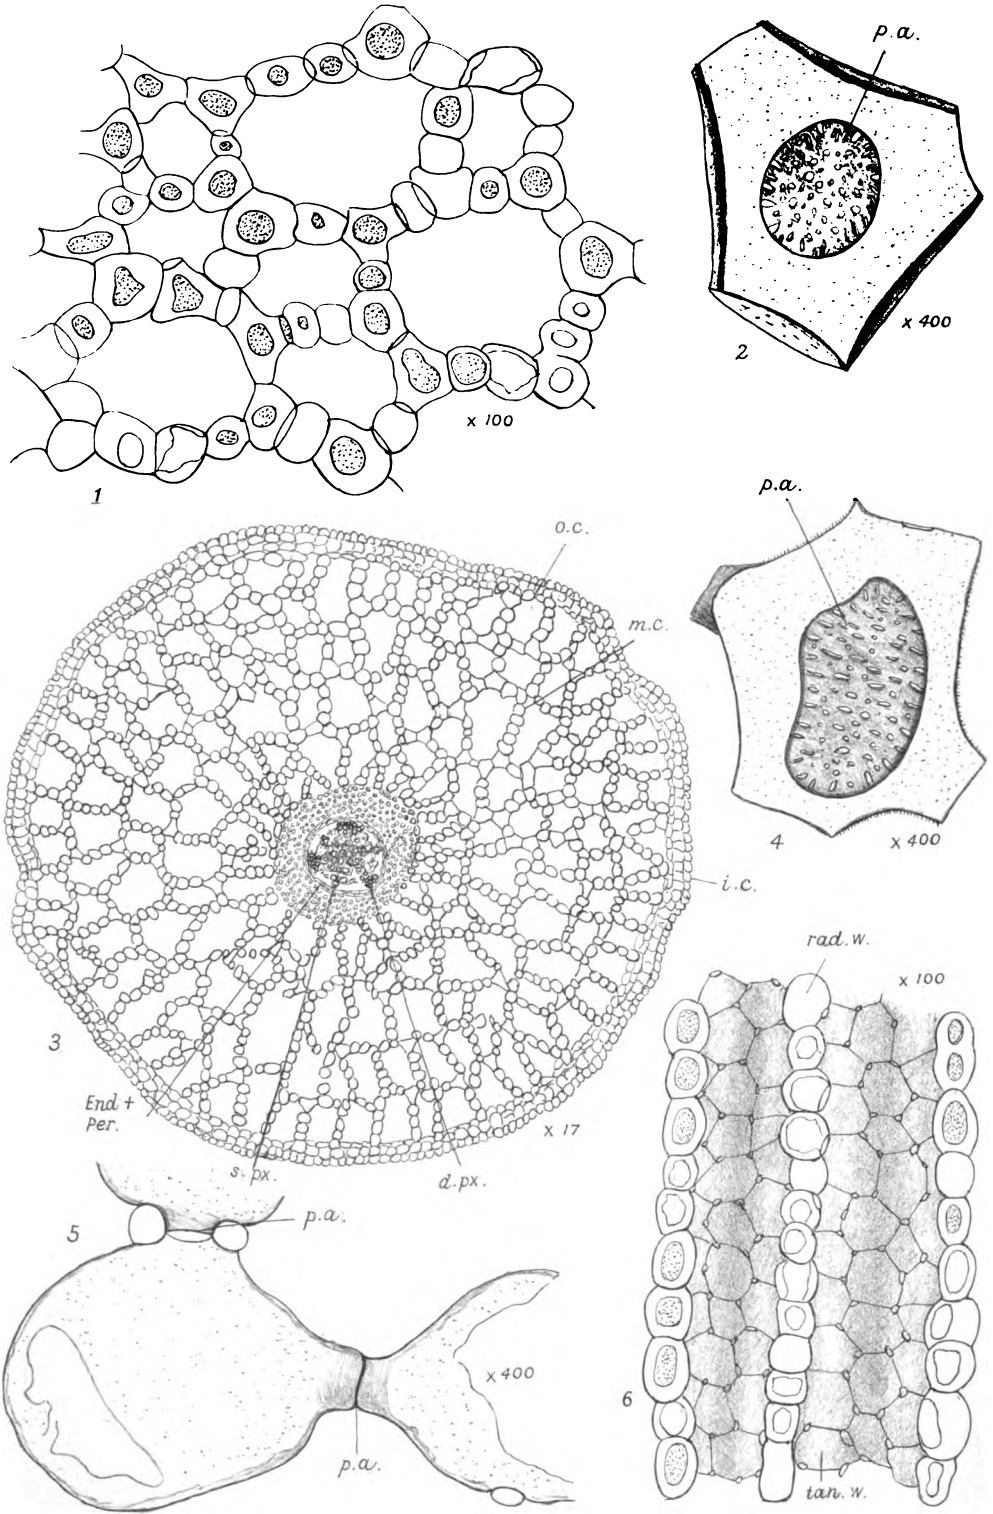 p.a.
x 400
2
x 100
1
p.a.
o.c.
m.c.
4
x 400
i.c.
rad. w.
x 100
3
End +
Per.
x 17
s. px.
d. px.
5
p.a.
x 400
6
p.a.
tan. w.